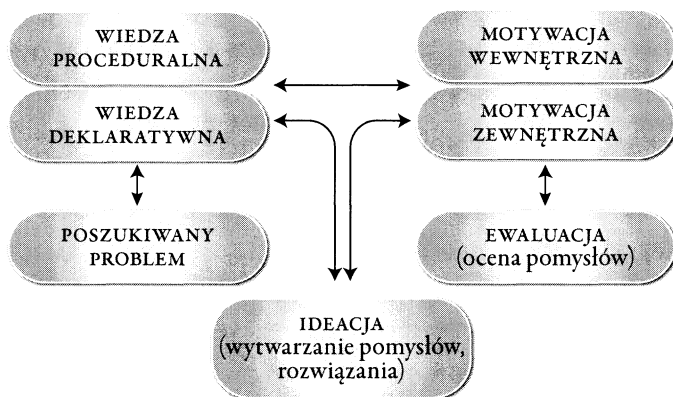 WIEDZA
PROCEDURALNA
WIEDZA
DEKLARATYWNA
POSZUKIWANY
PROBLEM
MOTYWACJA
WEWNĘTRZNA
MOTYWACJA
ZEWNĘTRZNA
EWALUACJA
(ocena pomysłów)
IDEACJA
(wytwarzanie pomysłów,
rozwiązania)